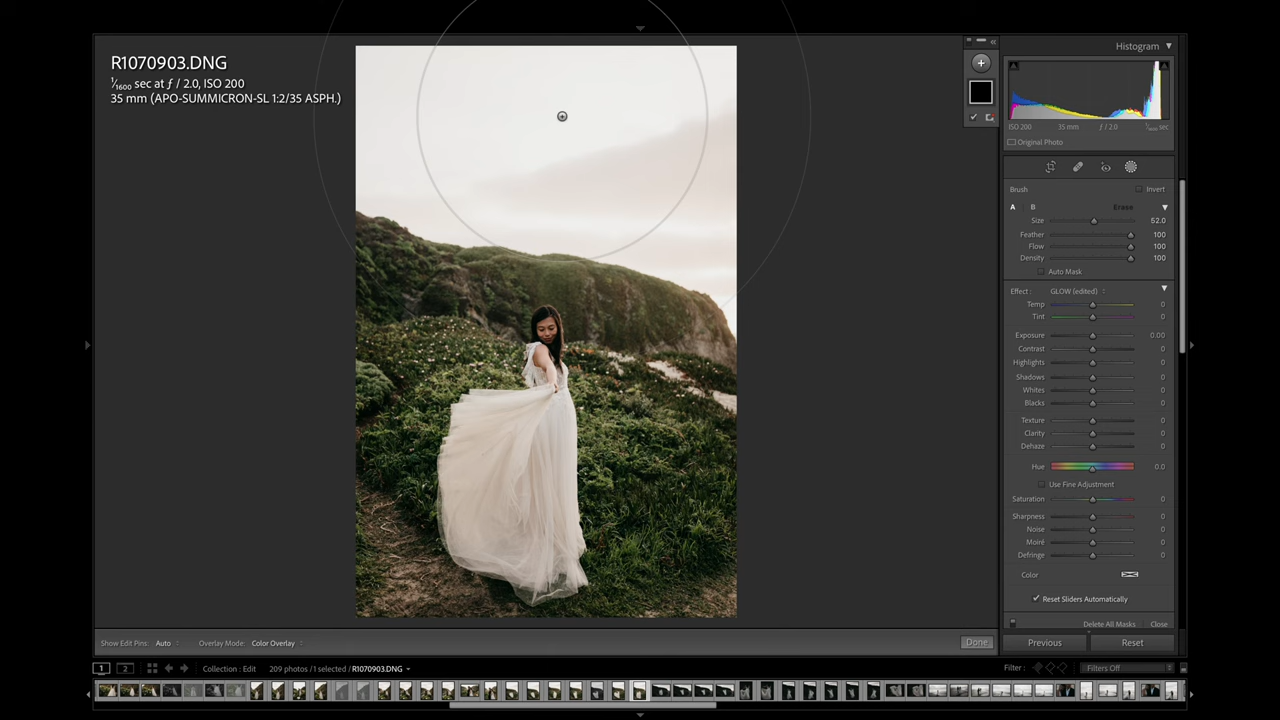 R1070903.DNG
1/1600 sec at ƒ / 2.0, ISO 200
35 mm (APO-SUMMICRON-SL 1:2/35 ASPH.)
Histogram
ISO 200 35 mm ƒ / 2.0 1/1600 sec
Original Photo
Brush Invert
A B Erase
Size 52.0
Feather 100
Flow 100
Density 100
Auto Mask
Effect : GLOW (edited)
Temp 0
Tint 0
Exposure 0.00
Contrast 0
Highlights 0
Shadows 0
Whites 0
Blacks 0
Texture 0
Clarity 0
Dehaze 0
Hue 0.0
Use Fine Adjustment
Saturation 0
Sharpness 0
Noise 0
Moiré 0
Defringe 0
Color
Reset Sliders Automatically
Delete All Masks Close
Show Edit Pins: Auto Overlay Mode: Color Overlay Done
Previous Reset
1 2 Collection : Edit 209 photos / 1 selected / R1070903.DNG Filter : Filters Off